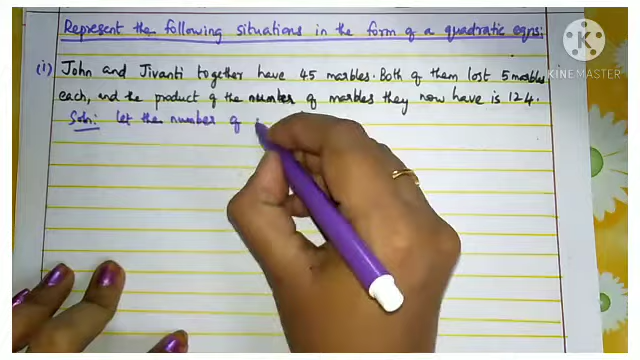 Represent the following situations in the form of a quadratic eqns:
(i) John and Jivanti together have 45 marbles. Both of them lost 5 marbles
each, and the product of the number of marbles they now have is 124.
Soln: let the number of
KINEMASTER